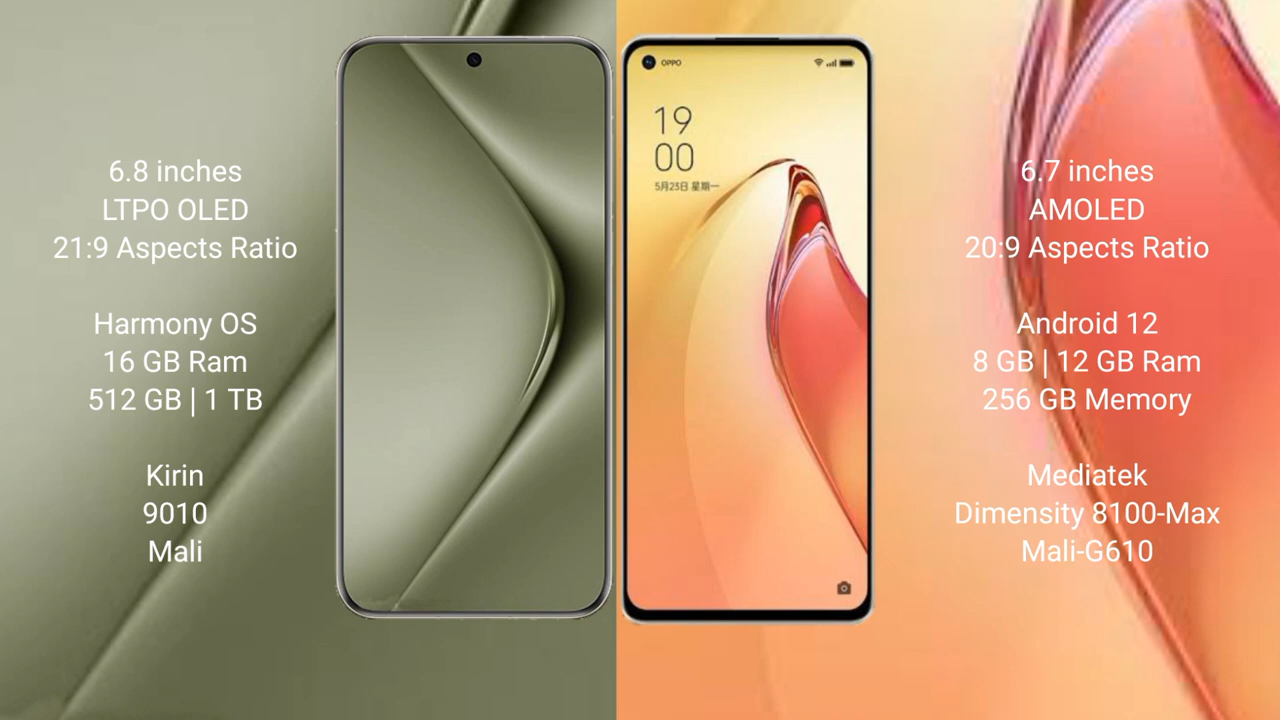 6.8 inches
LTPO OLED
21:9 Aspects Ratio
Harmony OS
16 GB Ram
512 GB | 1 TB
Kirin
9010
Mali
OPPO
19
00
5月23日 星期一
6.7 inches
AMOLED
20:9 Aspects Ratio
Android 12
8 GB | 12 GB Ram
256 GB Memory
Mediatek
Dimensity 8100-Max
Mali-G610